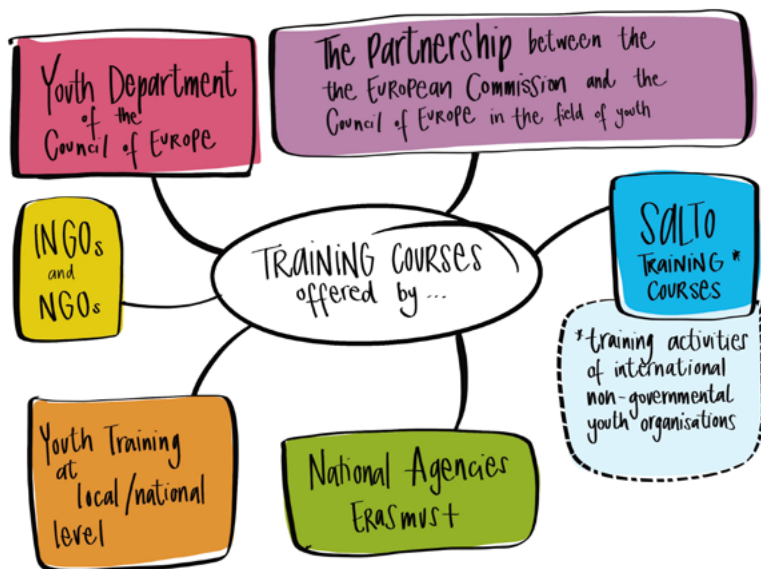 Youth Department
of the
Council of Europe
The Partnership between the
the European Commission and the
Council of Europe in the field of youth
INGOs
and
NGOs
TRAINING COURSES
offered by ...
SALTO
TRAINING *
COURSES
*training activities
of international
non-governmental
youth organisations
Youth Training
at
local/national
level
National Agencies
Erasmus+